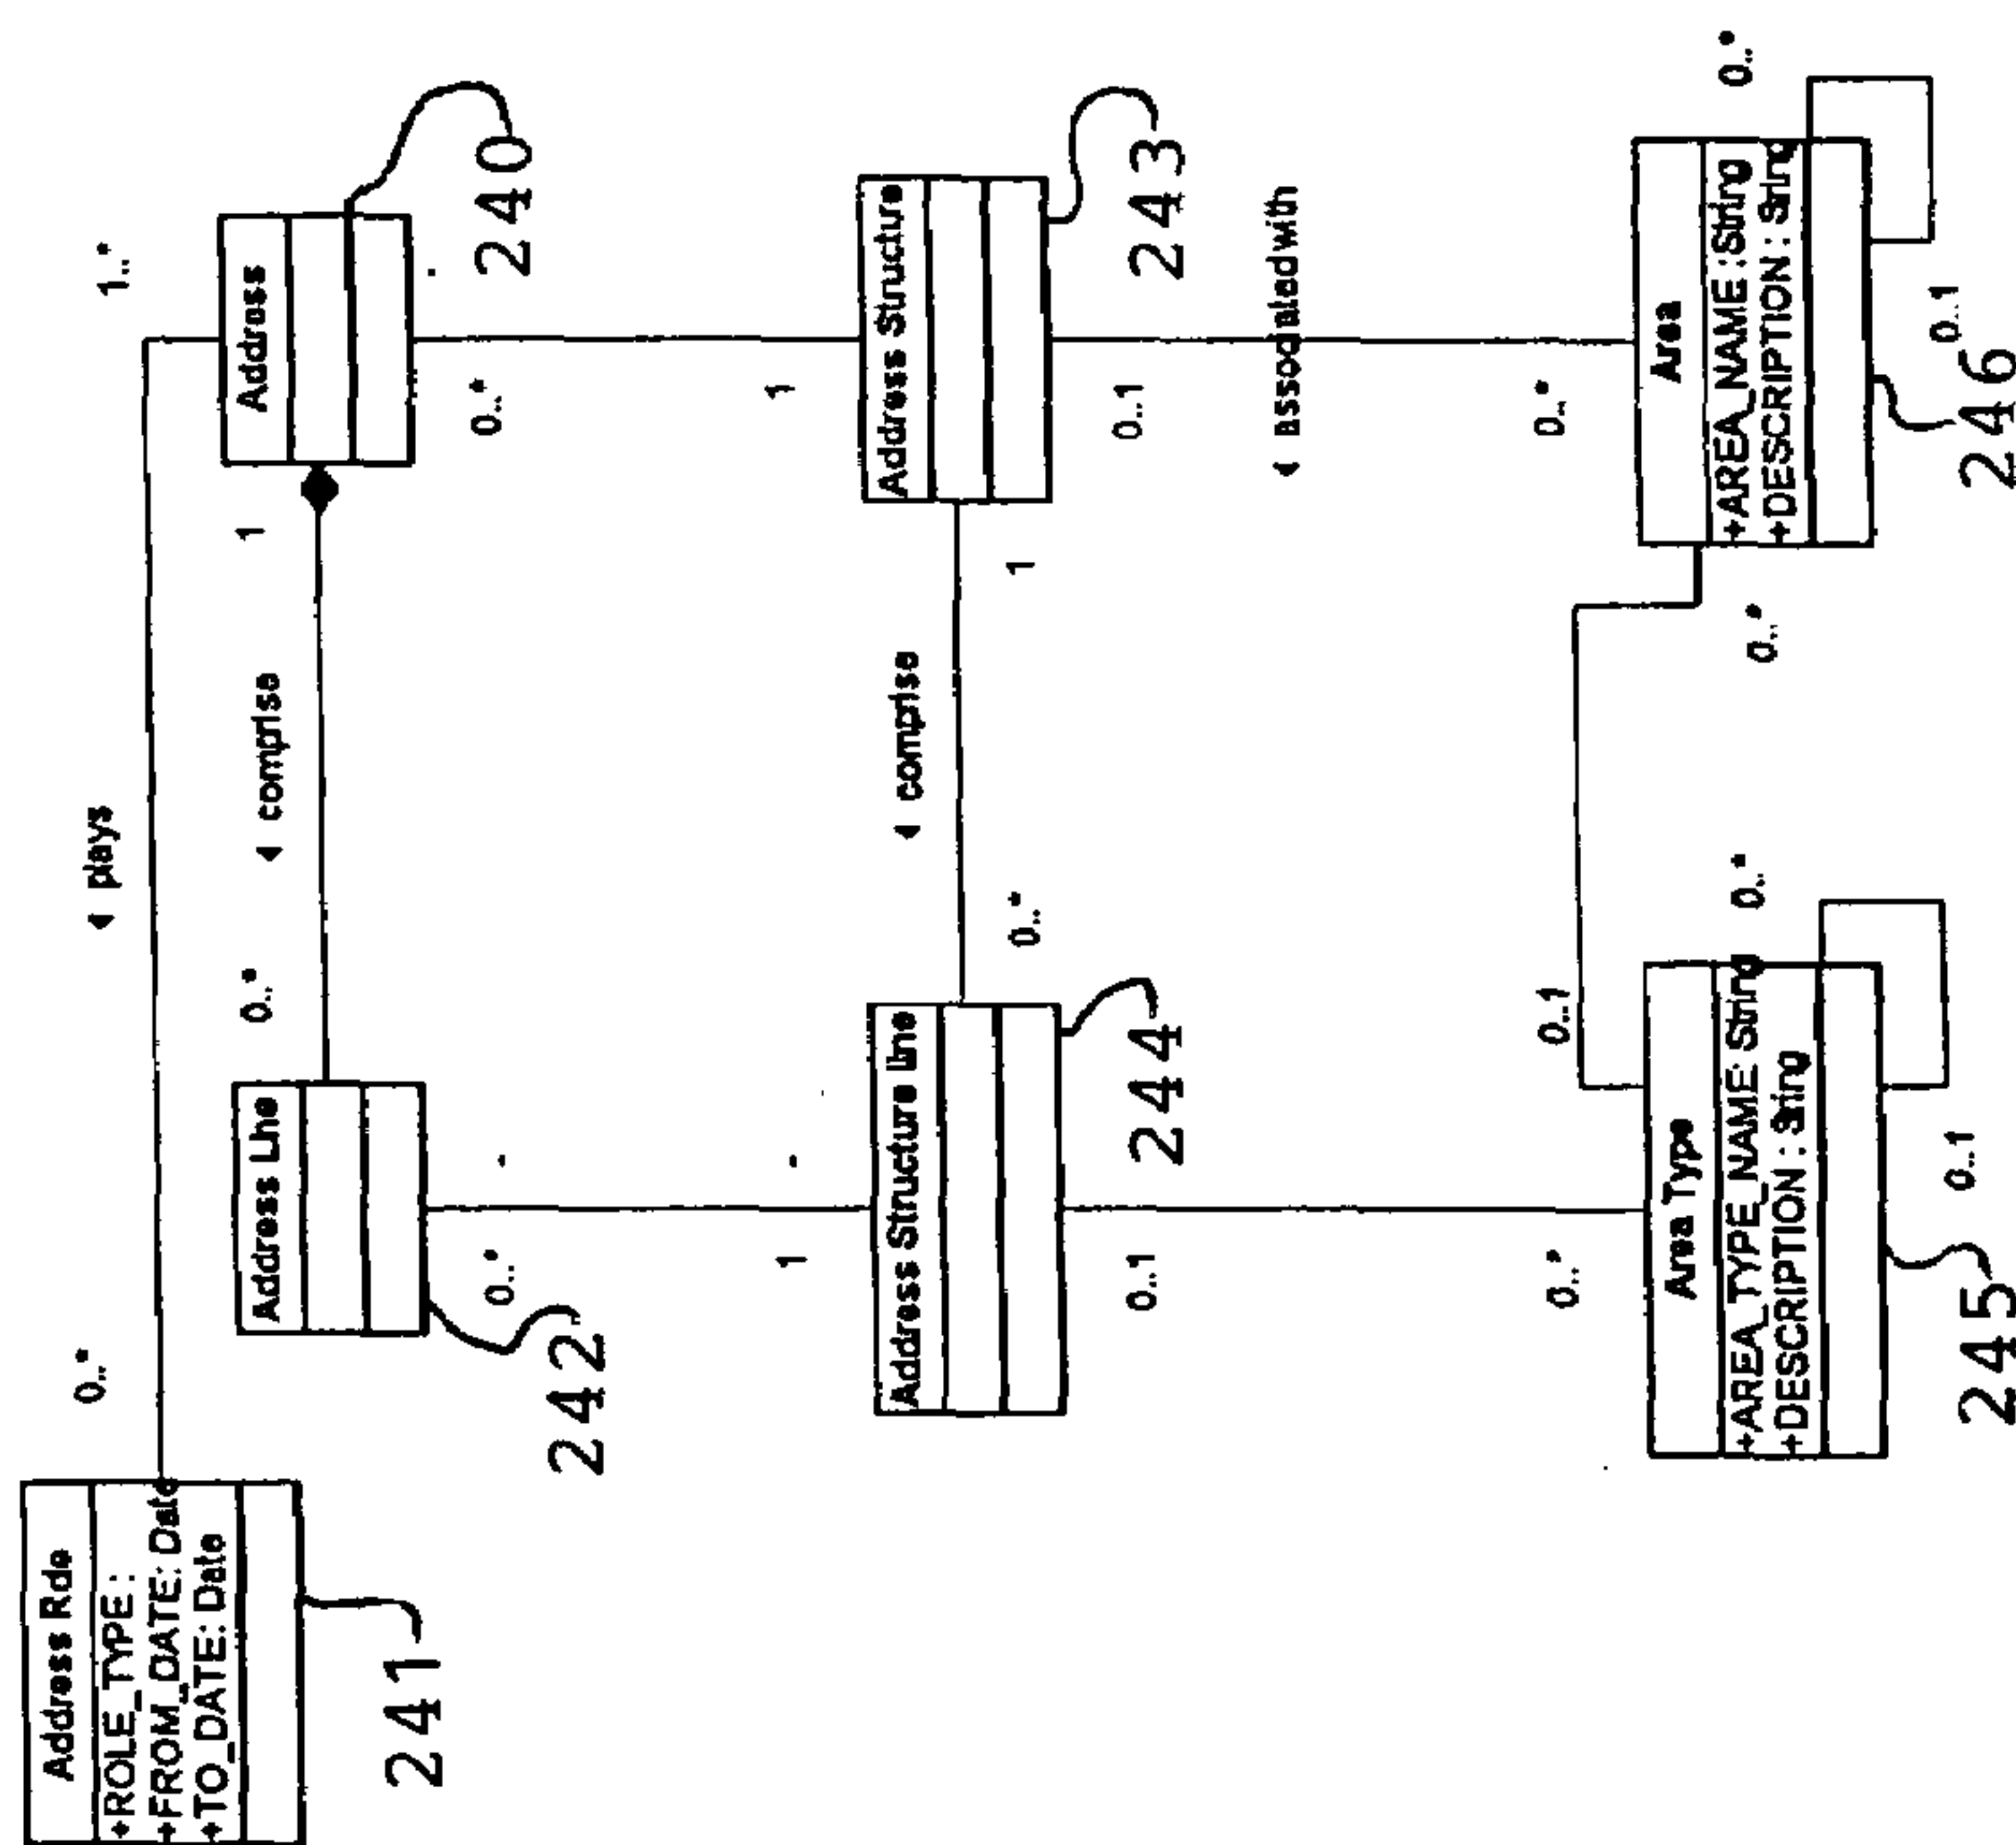 Address Role
+ROLE_TYPE :
+FROM_DATE : Date
+TO_DATE : Date
241
0..*
plays
1..*
Address
240
1
comprise
0..*
Address Line
242
0..*
1
0..*
1
Address Structure Line
244
0..*
comprise
1
Address Structure
243
0..1
0..*
0..1
associated with
0..*
Area Type
+AREA_TYPE_NAME : String
+DESCRIPTION : String
245
0..1
0..*
0..1
0..*
Area
+AREA_NAME : String
+DESCRIPTION : String
246
0..1
0..*